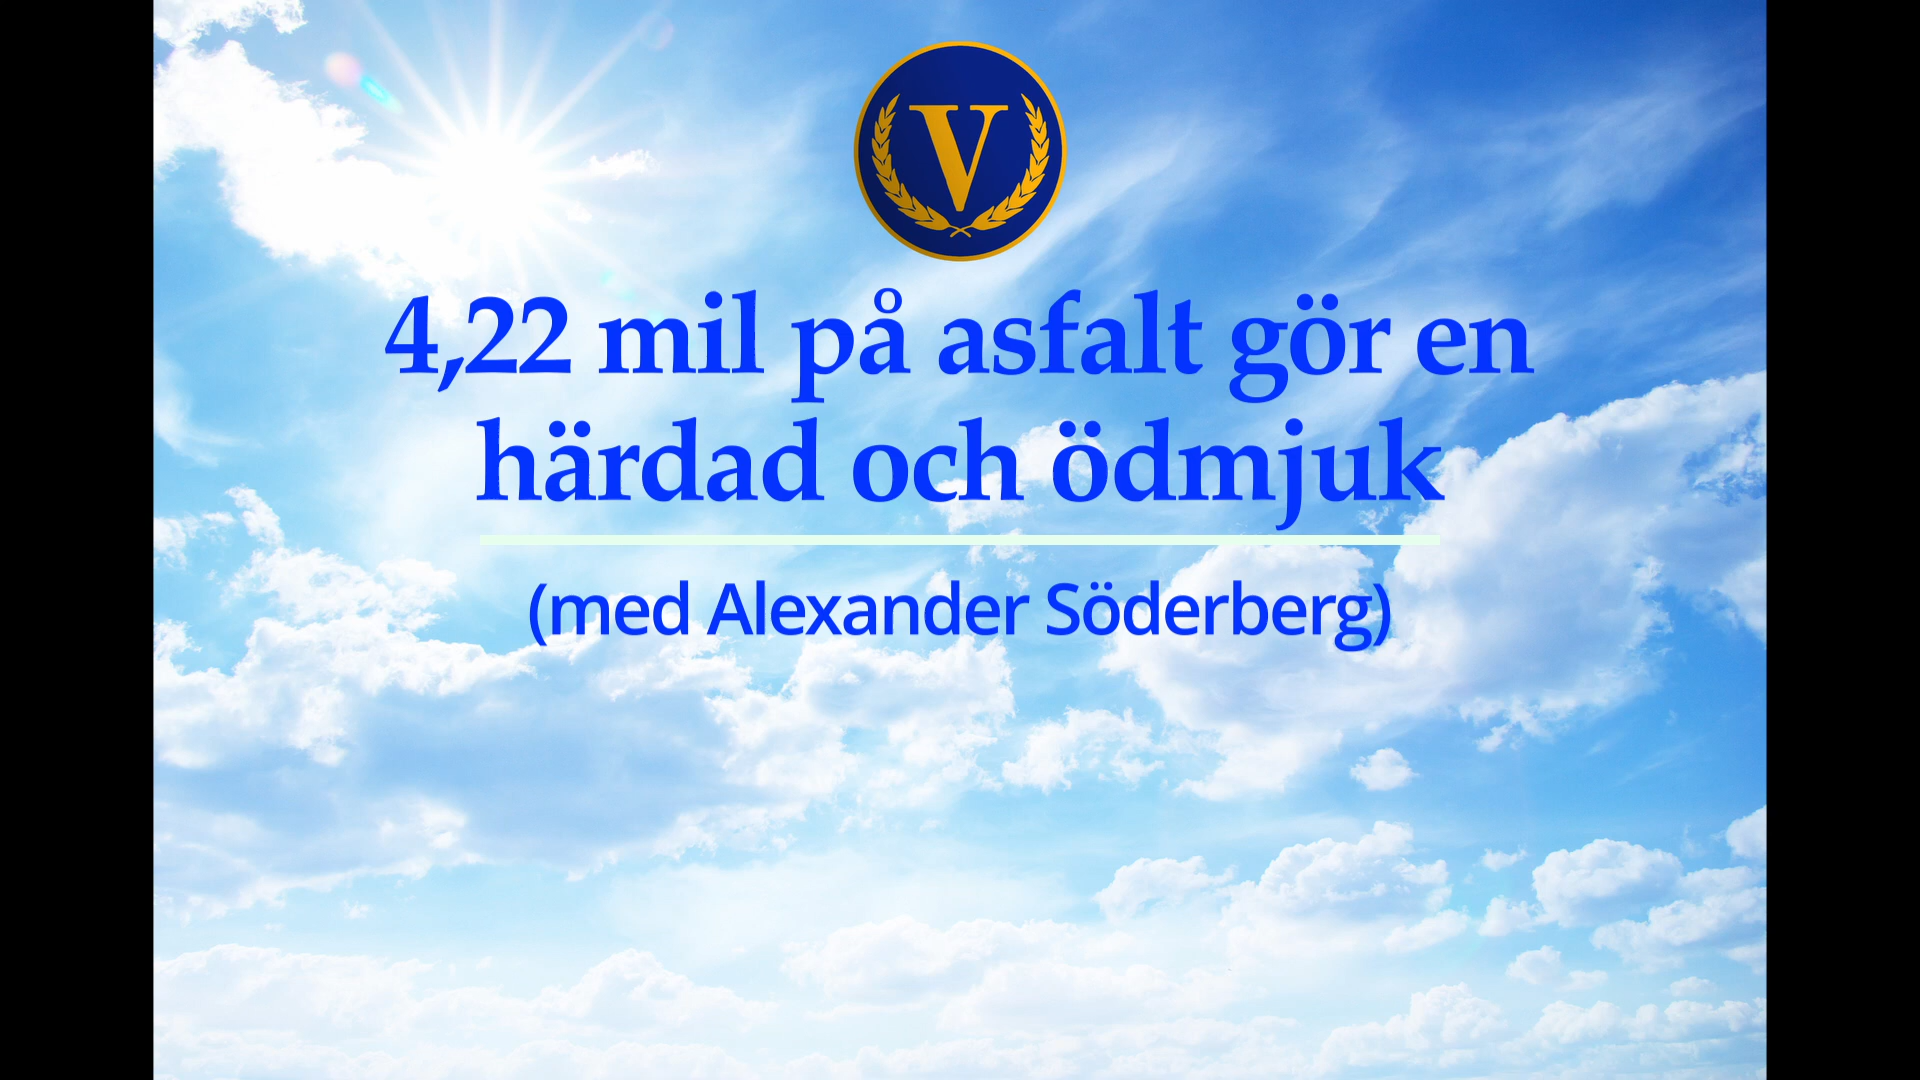 V
4,22 mil på asfalt gör en
härdad och ödmjuk
(med Alexander Söderberg)